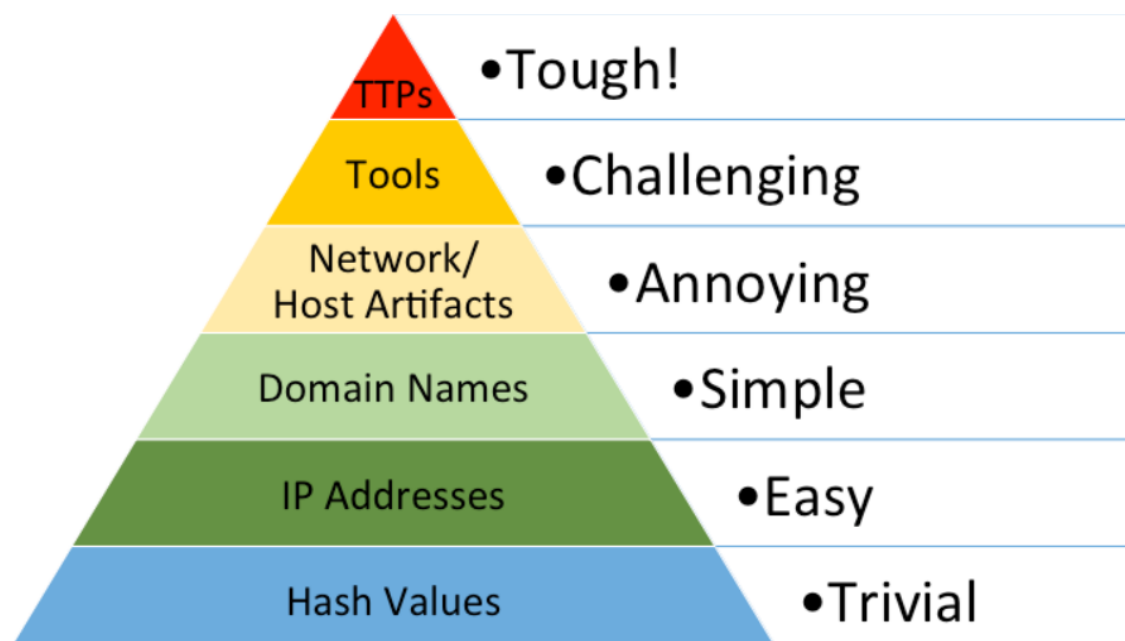 TTPs
•Tough!
Tools
•Challenging
Network/
Host Artifacts
•Annoying
Domain Names
•Simple
IP Addresses
•Easy
Hash Values
•Trivial